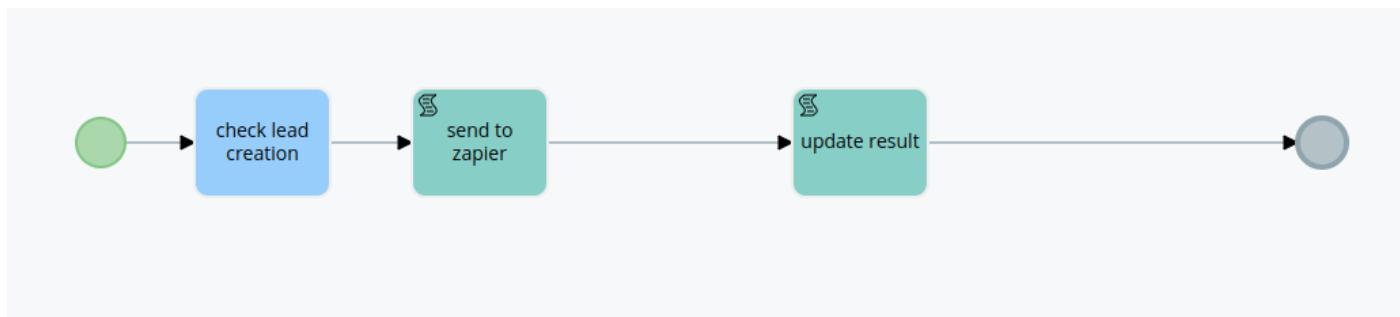 check lead
creation
send to
zapier
update result